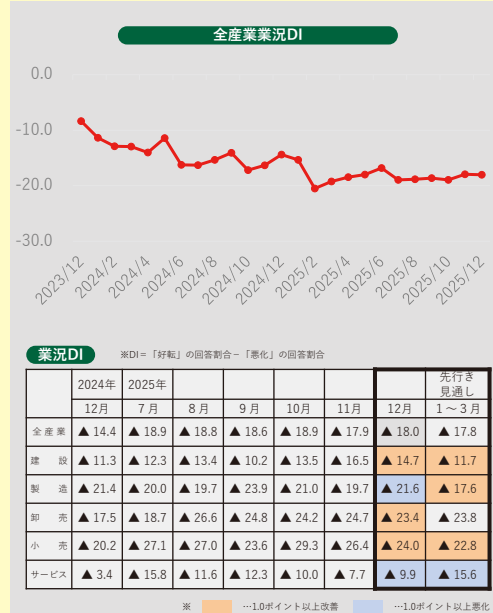 全産業業況DI
0.0
-10.0
-20.0
-30.0
2023/12 2024/2 2024/4 2024/6 2024/8 2024/10 2024/12 2025/2 2025/4 2025/6 2025/8 2025/10 2025/12
業況DI ※DI＝「好転」の回答割合－「悪化」の回答割合
2024年 2025年 先行き
見通し
12月 7月 8月 9月 10月 11月 12月 1～3月
全産業 ▲14.4 ▲18.9 ▲18.8 ▲18.6 ▲18.9 ▲17.9 ▲18.0 ▲17.8
建設 ▲11.3 ▲12.3 ▲13.4 ▲10.2 ▲13.5 ▲16.5 ▲14.7 ▲11.7
製造 ▲21.4 ▲20.0 ▲19.7 ▲23.9 ▲21.0 ▲19.7 ▲21.6 ▲17.6
卸売 ▲17.5 ▲18.7 ▲26.6 ▲24.8 ▲24.2 ▲24.7 ▲23.4 ▲23.8
小売 ▲20.2 ▲27.1 ▲27.0 ▲23.6 ▲29.3 ▲26.4 ▲24.0 ▲22.8
サービス ▲3.4 ▲15.8 ▲11.6 ▲12.3 ▲10.0 ▲7.7 ▲9.9 ▲15.6
※ …1.0ポイント以上改善 …1.0ポイント以上悪化